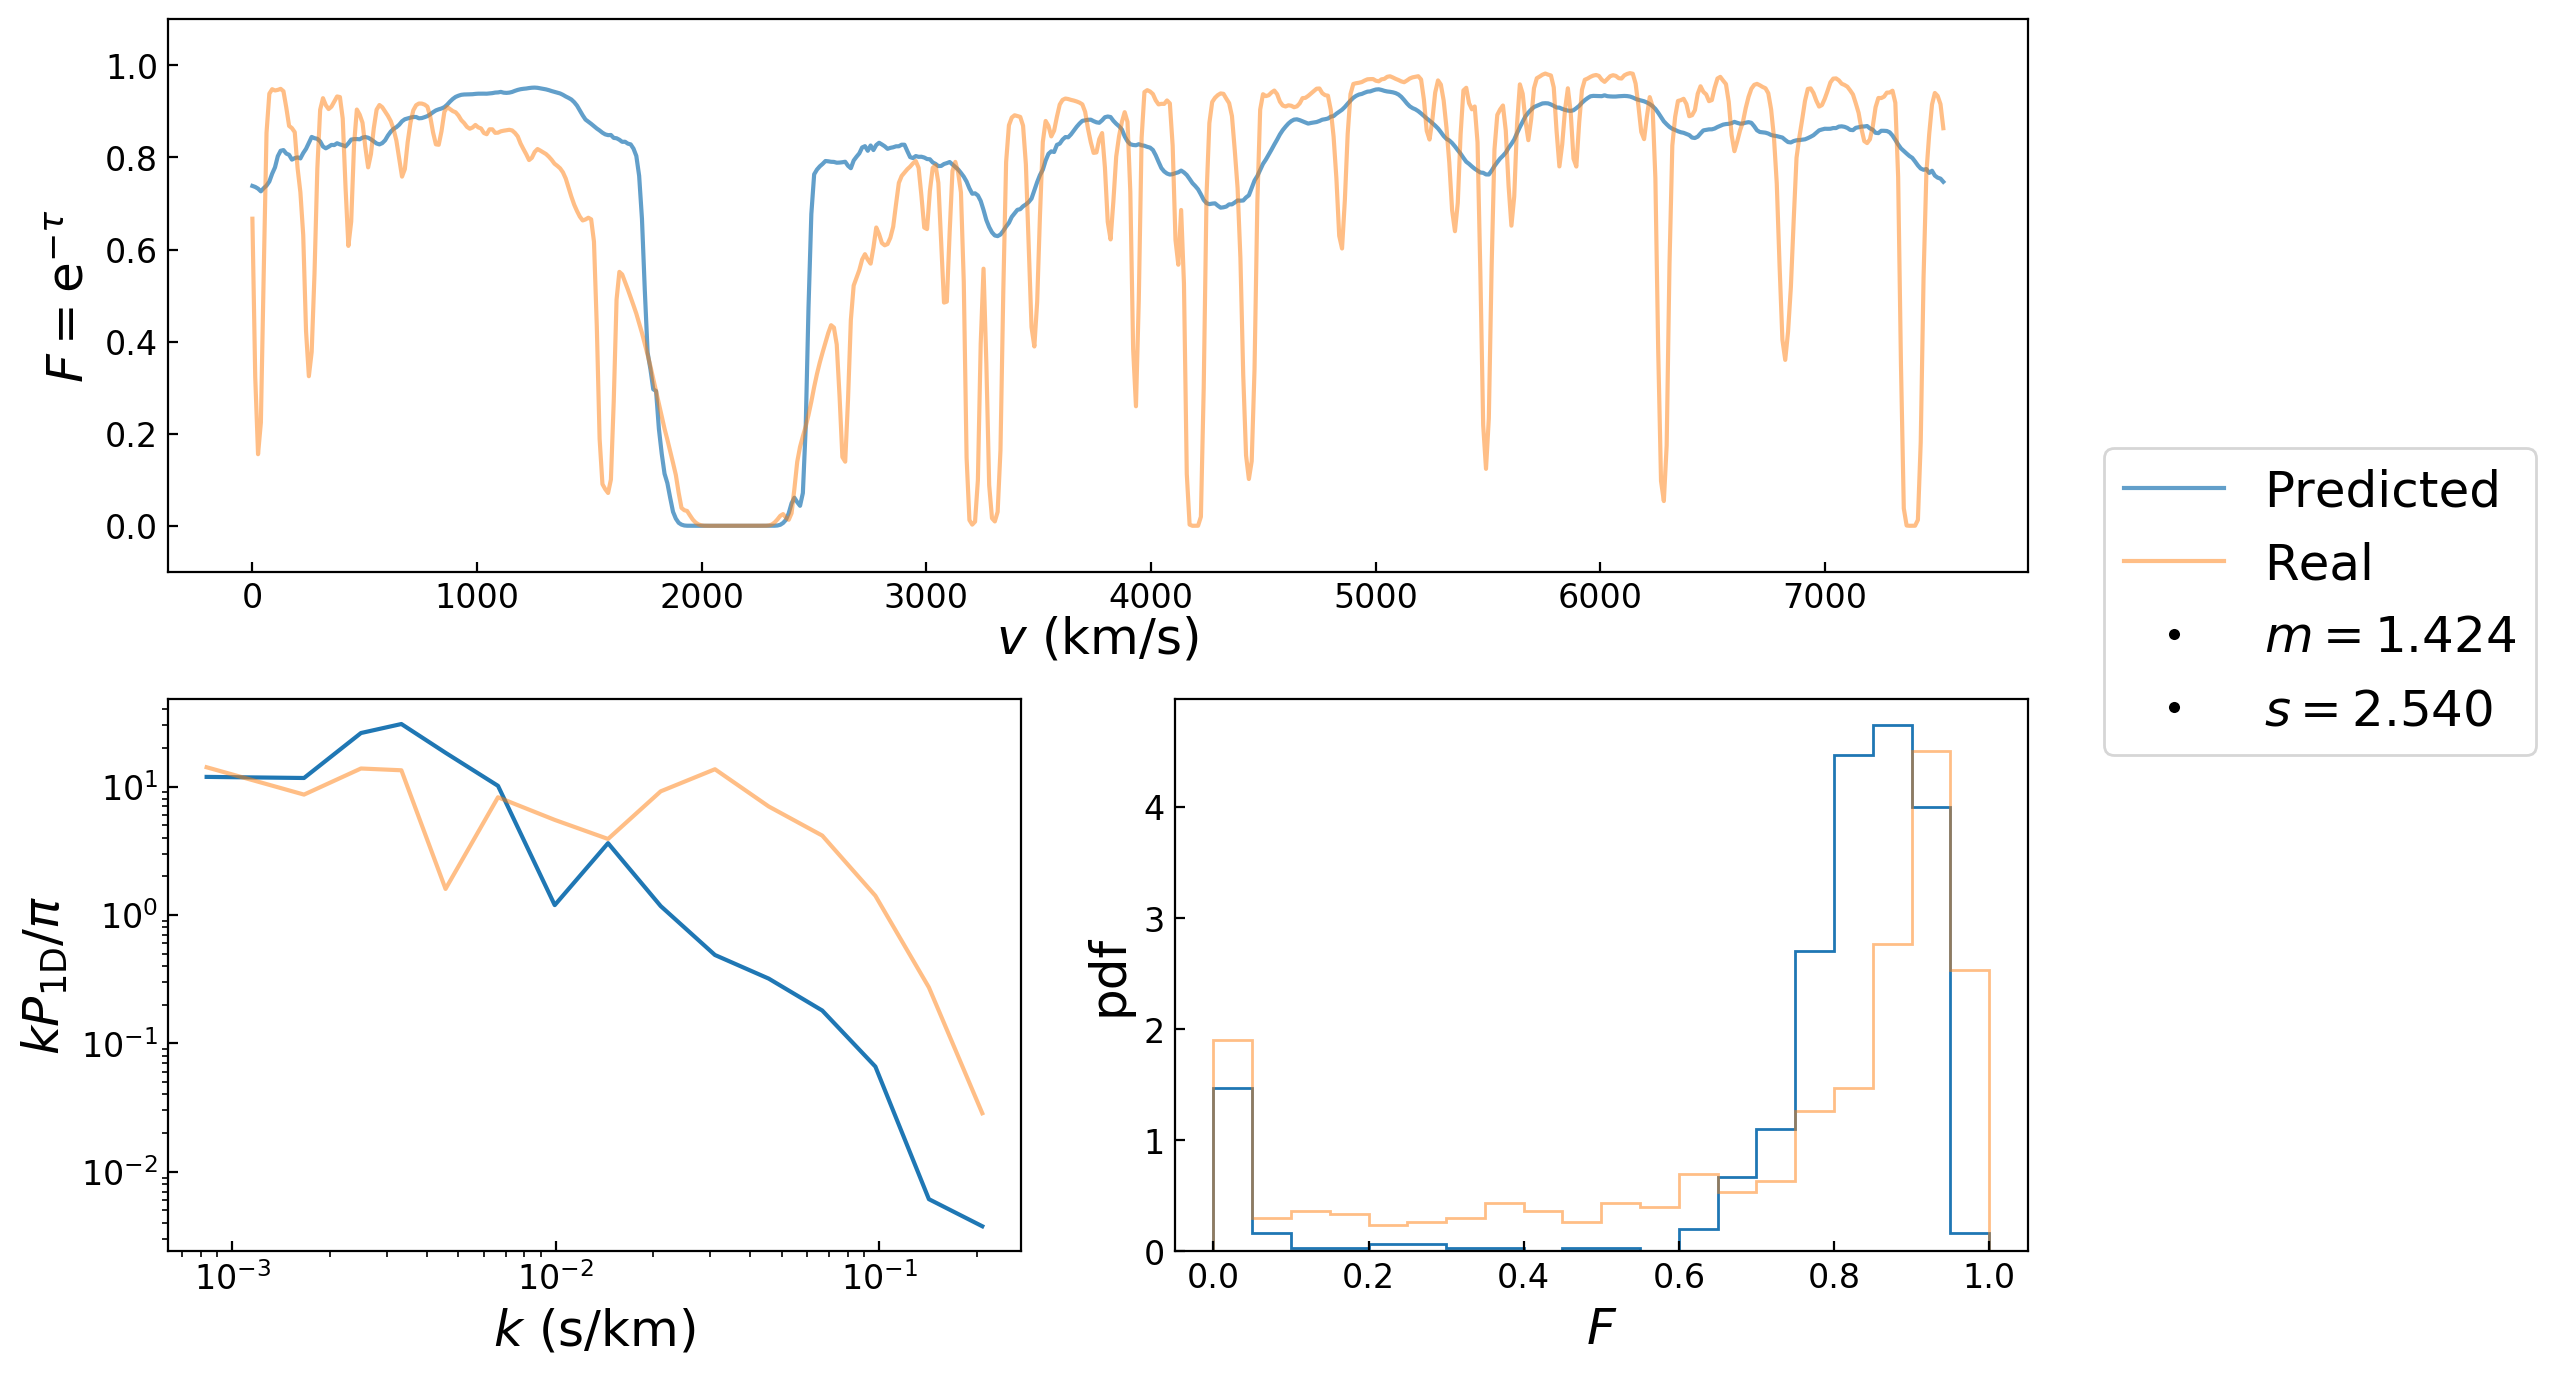 1.0
0.8
0.6
0.4
0.2
0.0
F = e^{-τ}
0 1000 2000 3000 4000 5000 6000 7000
v (km/s)
Predicted
Real
m = 1.424
s = 2.540
10^1
10^0
10^{-1}
10^{-2}
kP_{1D}/π
10^{-3} 10^{-2} 10^{-1}
k (s/km)
4
3
2
1
0
pdf
0.0 0.2 0.4 0.6 0.8 1.0
F